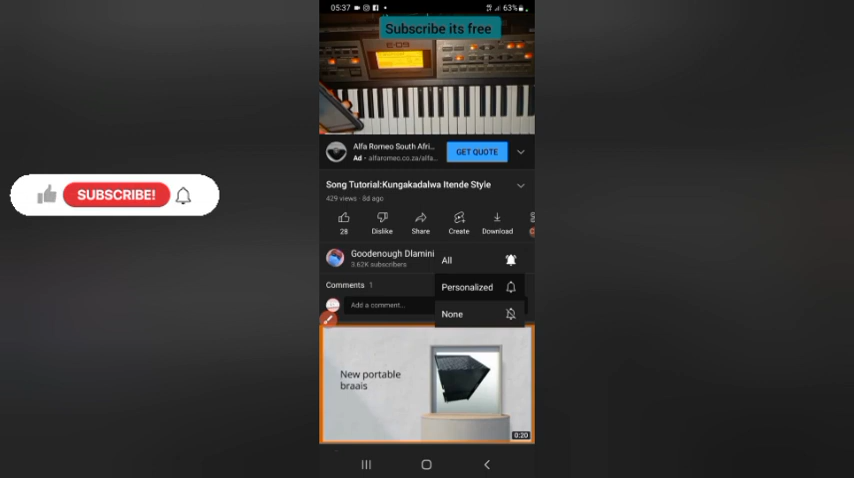 05:37
63%
Subscribe its free
E-09
Alfa Romeo South Afri...
Ad · alfaromeo.co.za/alfa...
GET QUOTE
Song Tutorial:Kungakadalwa Itende Style
429 views · 8d ago
28
Dislike
Share
Create
Download
Goodenough Dlamini
3.62K subscribers
All
Personalized
None
Comments 1
Add a comment...
SUBSCRIBE!
New portable
braais
0:20